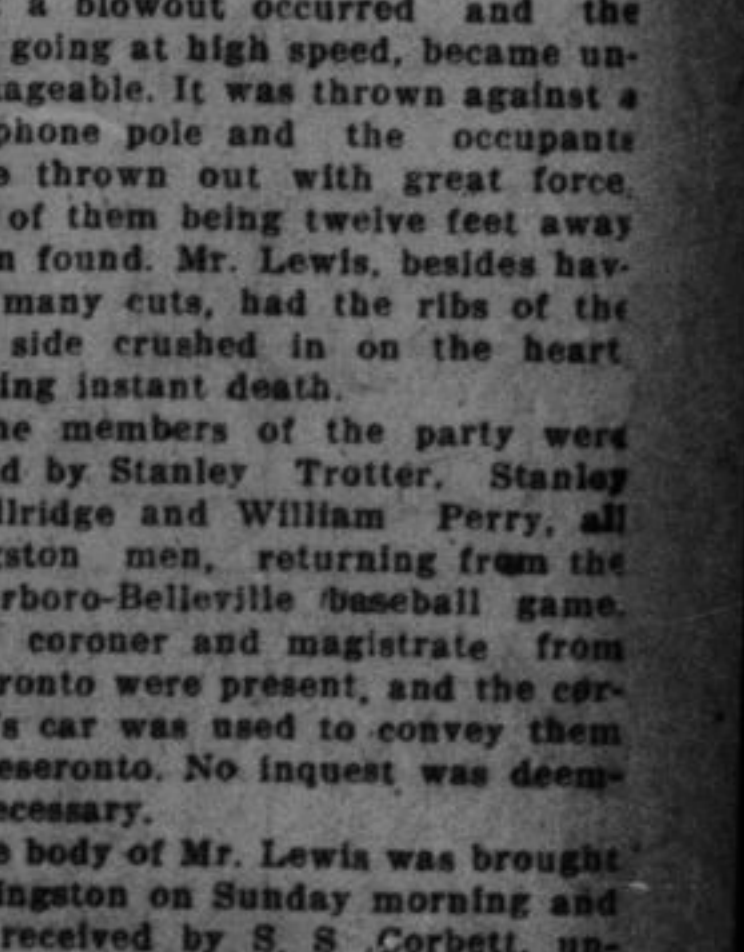 a blowout occurred and the
going at high speed, became un-
ageable. It was thrown against a
phone pole and the occupants
e thrown out with great force,
of them being twelve feet away
n found. Mr. Lewis, besides hav-
many cuts, had the ribs of the
side crushed in on the heart
ing instant death.
he members of the party were
d by Stanley Trotter, Stanley
llridge and William Perry, all
gston men, returning from the
rboro-Belleville baseball game.
coroner and magistrate from
ronto were present, and the cor-
's car was used to convey them
eseronto. No inquest was deem-
ecessary.
e body of Mr. Lewis was brought
ingston on Sunday morning and
received by S. S. Corbett, un-